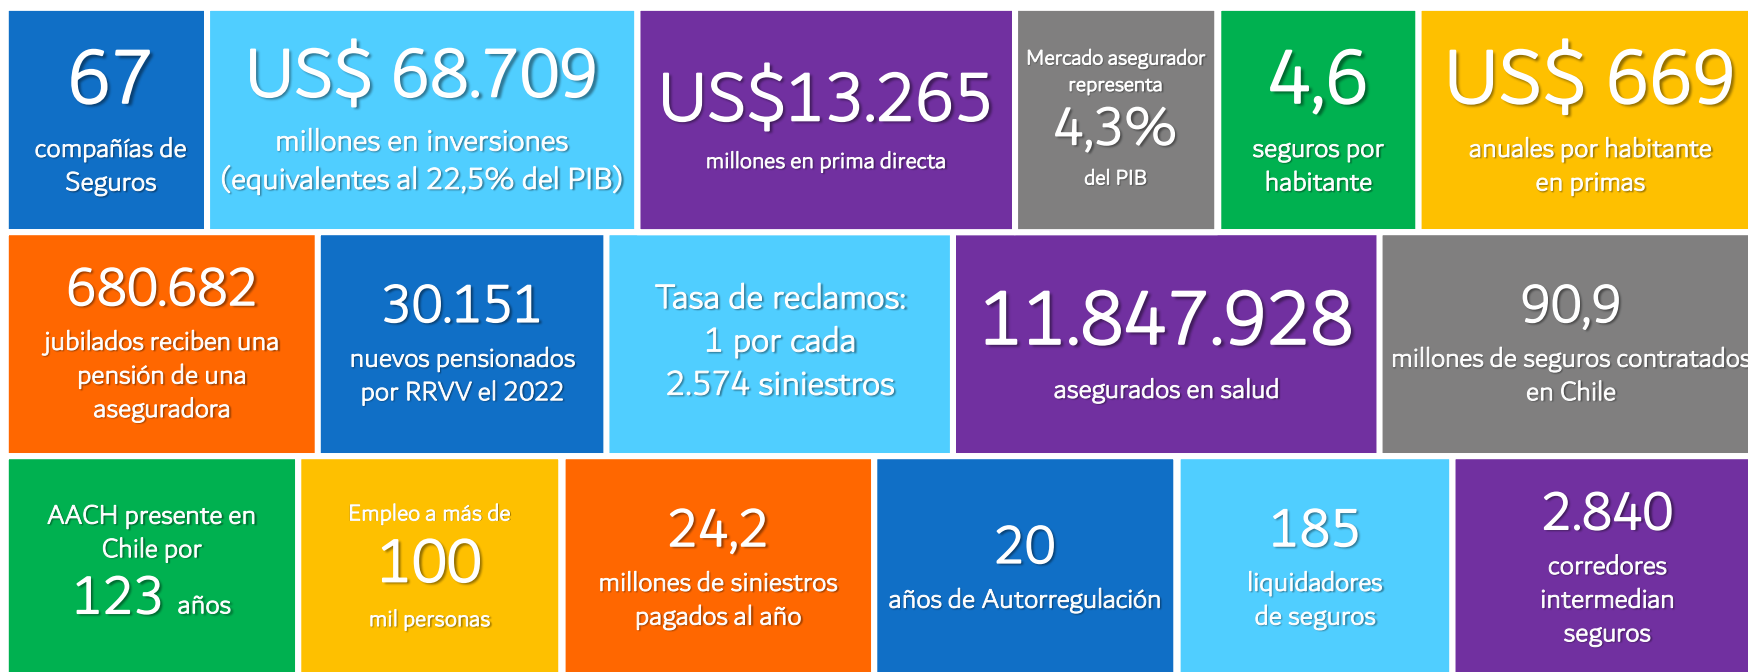 67
compañías de
Seguros
US$ 68.709
millones en inversiones
(equivalentes al 22,5% del PIB)
US$13.265
millones en prima directa
Mercado asegurador
representa
4,3%
del PIB
4,6
seguros por
habitante
US$ 669
anuales por habitante
en primas
680.682
jubilados reciben una
pensión de una
aseguradora
30.151
nuevos pensionados
por RRVV el 2022
Tasa de reclamos:
1 por cada
2.574 siniestros
11.847.928
asegurados en salud
90,9
millones de seguros contratados
en Chile
AACH presente en
Chile por
123 años
Empleo a más de
100
mil personas
24,2
millones de siniestros
pagados al año
20
años de Autorregulación
185
liquidadores
de seguros
2.840
corredores
intermedian
seguros